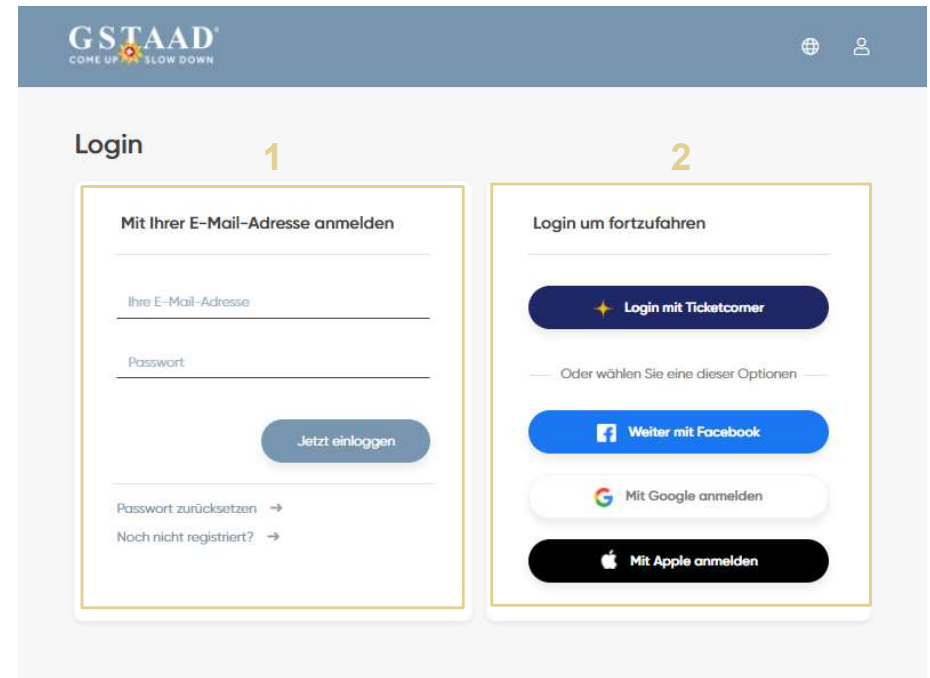 GSTAAD®
COME UP SLOW DOWN
Login
1
2
Mit Ihrer E-Mail-Adresse anmelden
Ihre E-Mail-Adresse
Passwort
Jetzt einloggen
Passwort zurücksetzen →
Noch nicht registriert? →
Login um fortzufahren
Login mit Ticketcorner
Oder wählen Sie eine dieser Optionen
Weiter mit Facebook
Mit Google anmelden
Mit Apple anmelden